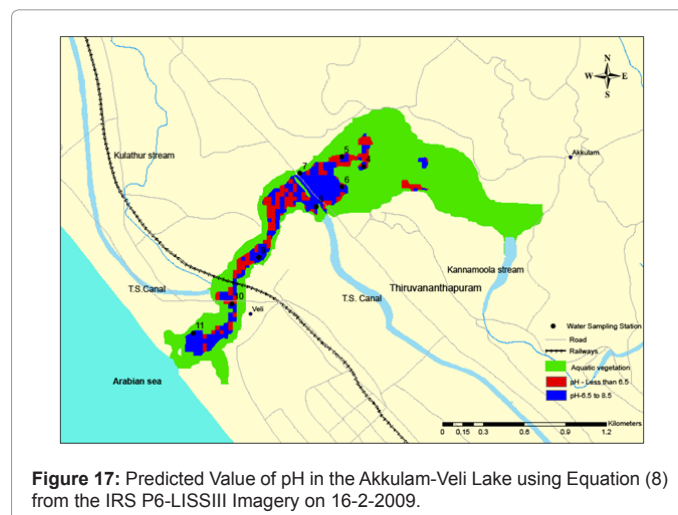 N
W E
S
Kulathur stream
Akkulam
7
5
6
Kannamoola stream
T.S.Canal
T.S. Canal
Thiruvananthapuram
10
Veli
11
Arabian sea
Water Sampling Station
Road
Railways
Aquatic vegetation
pH - Less than 6.5
pH-6.5 to 8.5
Kilometers
0 0.15 0.3 0.6 0.9 1.2
Figure 17: Predicted Value of pH in the Akkulam-Veli Lake using Equation (8)
from the IRS P6-LISSIII Imagery on 16-2-2009.